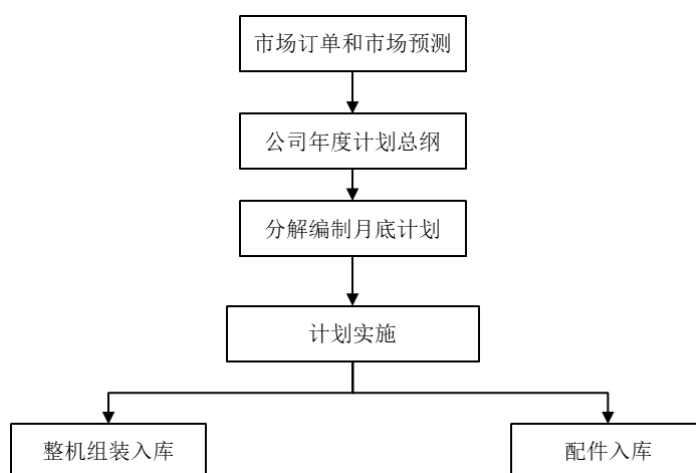 市场订单和市场预测
公司年度计划总纲
分解编制月底计划
计划实施
整机组装入库
配件入库